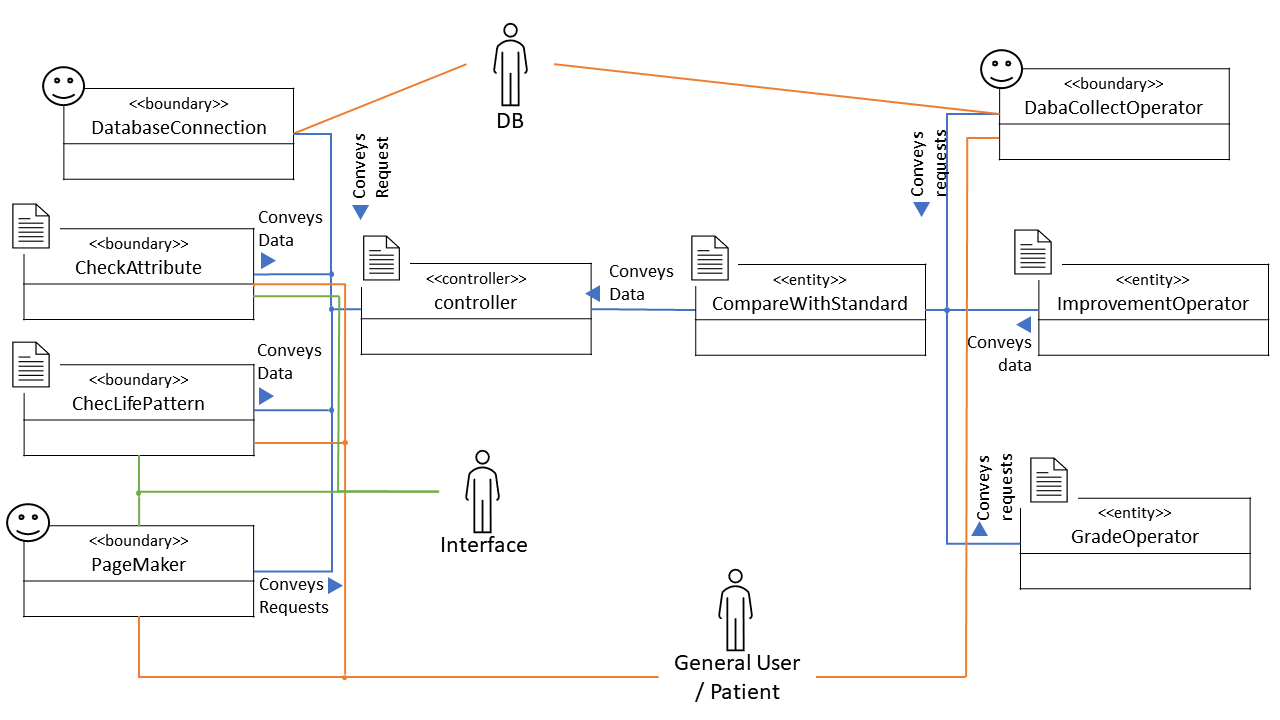 DB
<<boundary>>
DatabaseConnection
<<boundary>>
DabaCollectOperator
Conveys
Request
Conveys
requests
Conveys
Data
<<boundary>>
CheckAttribute
<<controller>>
controller
Conveys
Data
<<entity>>
CompareWithStandard
<<entity>>
ImprovementOperator
Conveys
data
Conveys
Data
<<boundary>>
ChecLifePattern
Conveys
requests
<<entity>>
GradeOperator
Interface
<<boundary>>
PageMaker
Conveys
Requests
General User
/ Patient